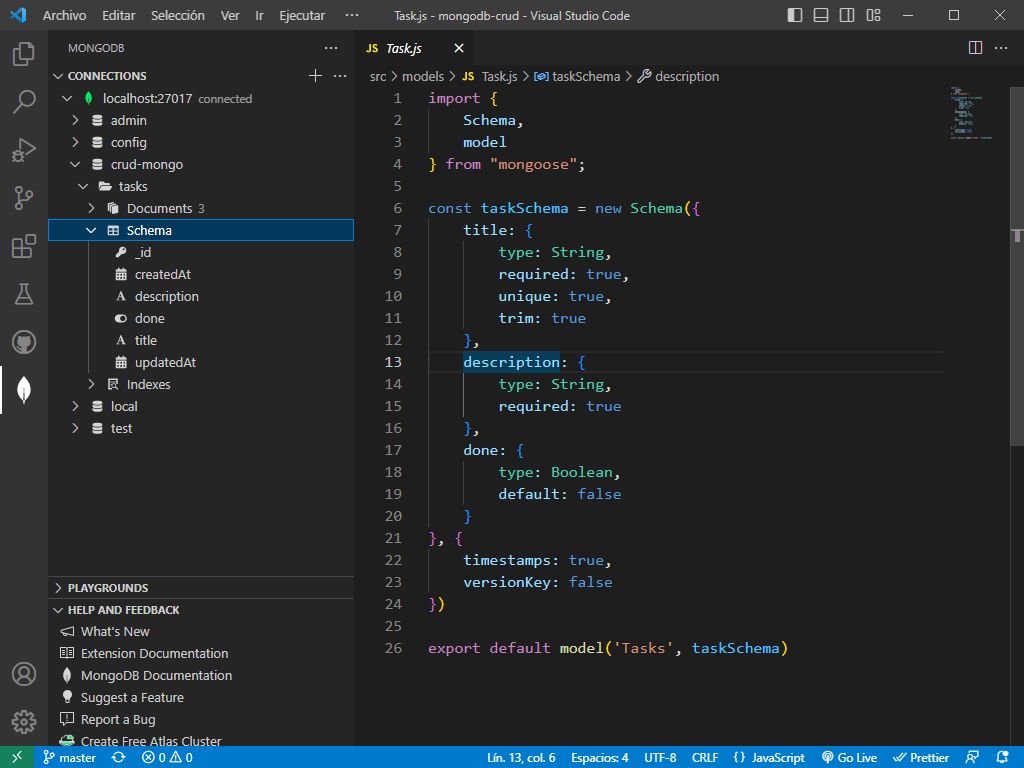 Archivo Editar Selección Ver Ir Ejecutar ··· Task.js - mongodb-crud - Visual Studio Code
MONGODB
CONNECTIONS
localhost:27017 connected
admin
config
crud-mongo
tasks
Documents 3
Schema
_id
createdAt
description
done
title
updatedAt
Indexes
local
test
PLAYGROUNDS
HELP AND FEEDBACK
What's New
Extension Documentation
MongoDB Documentation
Suggest a Feature
Report a Bug
Create Free Atlas Cluster
JS Task.js
src > models > JS Task.js > taskSchema > description
1 import {
2 Schema,
3 model
4 } from "mongoose";
5
6 const taskSchema = new Schema({
7 title: {
8 type: String,
9 required: true,
10 unique: true,
11 trim: true
12 },
13 description: {
14 type: String,
15 required: true
16 },
17 done: {
18 type: Boolean,
19 default: false
20 }
21 }, {
22 timestamps: true,
23 versionKey: false
24 })
25
26 export default model('Tasks', taskSchema)
master 0 0 Lín. 13, col. 6 Espacios: 4 UTF-8 CRLF {} JavaScript Go Live Prettier